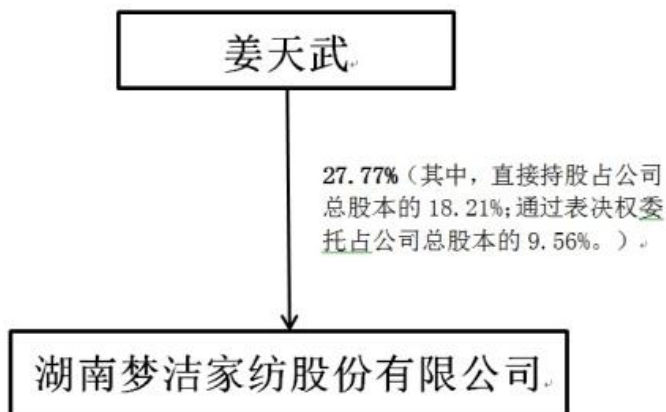 姜天武
27.77%(其中，直接持股占公司
总股本的 18.21%;通过表决权委
托占公司总股本的 9.56%。)
湖南梦洁家纺股份有限公司